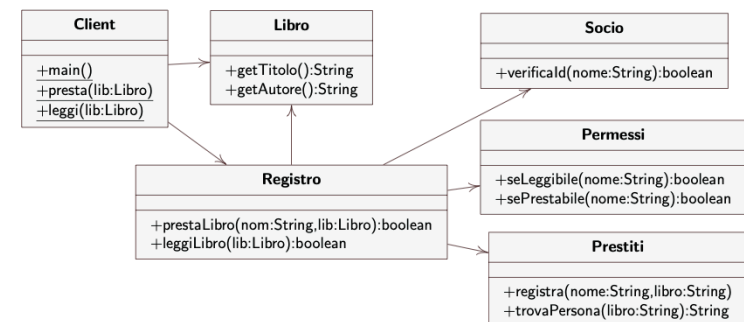 Client
+main()
+presta(lib:Libro)
+leggi(lib:Libro)
Libro
+getTitolo():String
+getAutore():String
Socio
+verificaId(nome:String):boolean
Registro
+prestaLibro(nom:String,lib:Libro):boolean
+leggiLibro(lib:Libro):boolean
Permessi
+seLeggibile(nome:String):boolean
+sePrestabile(nome:String):boolean
Prestiti
+registra(nome:String,libro:String)
+trovaPersona(libro:String):String